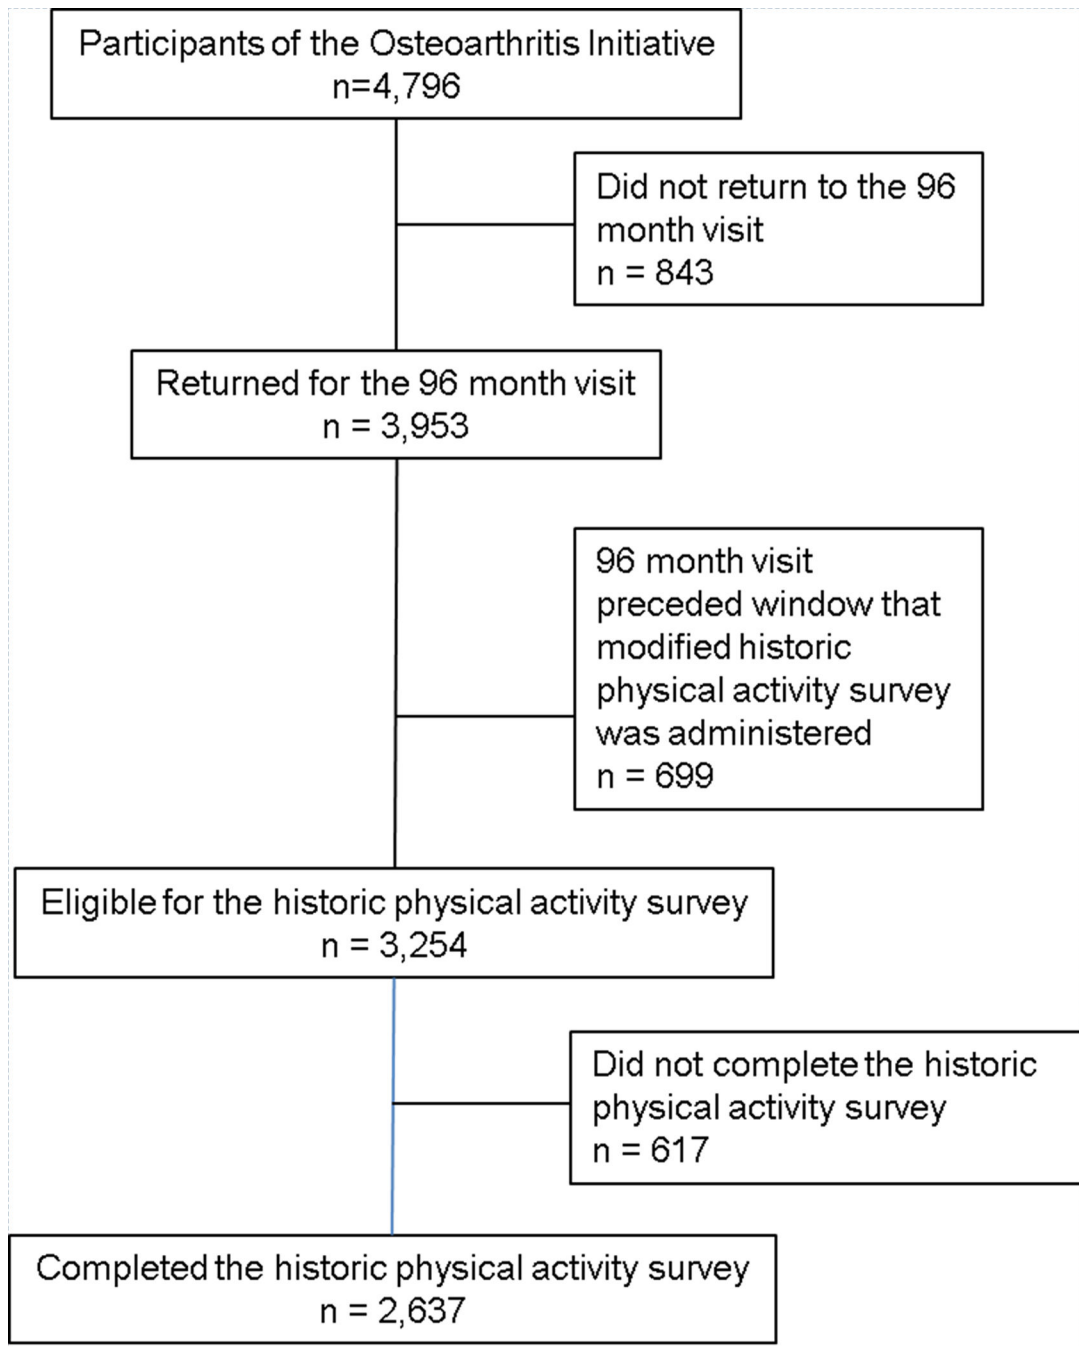 Participants of the Osteoarthritis Initiative
n=4,796
Did not return to the 96
month visit
n = 843
Returned for the 96 month visit
n = 3,953
96 month visit
preceded window that
modified historic
physical activity survey
was administered
n = 699
Eligible for the historic physical activity survey
n = 3,254
Did not complete the historic
physical activity survey
n = 617
Completed the historic physical activity survey
n = 2,637